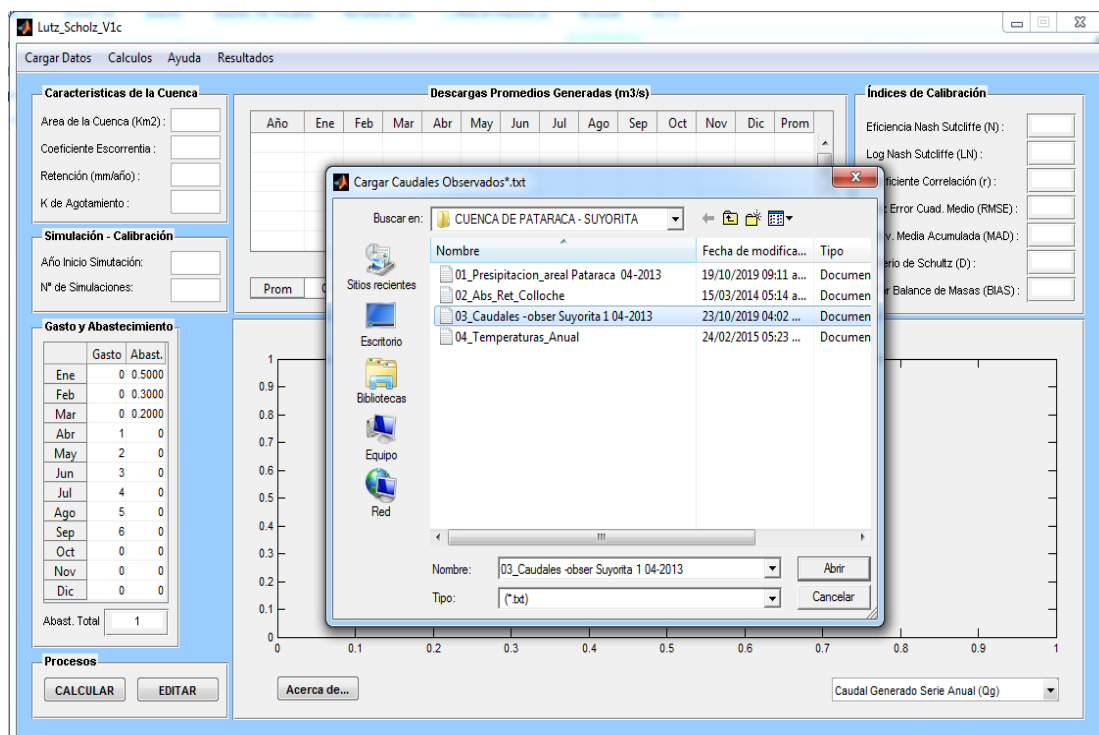 Lutz_Scholz_V1c
Cargar Datos Calculos Ayuda Resultados
Caracteristicas de la Cuenca
Area de la Cuenca (Km2) :
Coeficiente Escorrentia :
Retención (mm/año) :
K de Agotamiento :
Simulación - Calibración
Año Inicio Simutación:
N° de Simulaciones:
Gasto y Abastecimiento
Gasto Abast.
Ene 0 0.5000
Feb 0 0.3000
Mar 0 0.2000
Abr 1 0
May 2 0
Jun 3 0
Jul 4 0
Ago 5 0
Sep 6 0
Oct 0 0
Nov 0 0
Dic 0 0
Abast. Total 1
Procesos
CALCULAR EDITAR
Descargas Promedios Generadas (m3/s)
Año Ene Feb Mar Abr May Jun Jul Ago Sep Oct Nov Dic Prom
Prom
Índices de Calibración
Eficiencia Nash Sutcliffe (N) :
Log Nash Sutcliffe (LN) :
ficiente Correlación (r) :
Error Cuad. Medio (RMSE) :
v. Media Acumulada (MAD) :
erio de Schultz (D) :
r Balance de Masas (BIAS) :
Cargar Caudales Observados*.txt
Buscar en: CUENCA DE PATARACA - SUYORITA
Sitios recientes
Escritorio
Bibliotecas
Equipo
Red
Nombre Fecha de modifica... Tipo
01_Presipitacion_areal Pataraca 04-2013 19/10/2019 09:11 a... Documen
02_Abs_Ret_Colloche 15/03/2014 05:14 a... Documen
03_Caudales -obser Suyorita 1 04-2013 23/10/2019 04:02 ... Documen
04_Temperaturas_Anual 24/02/2015 05:23 ... Documen
Nombre: 03_Caudales -obser Suyorita 1 04-2013 Abrir
Tipo: (*.txt) Cancelar
1
0.9
0.8
0.7
0.6
0.5
0.4
0.3
0.2
0.1
0
0 0.1 0.2 0.3 0.4 0.5 0.6 0.7 0.8 0.9 1
Acerca de... Caudal Generado Serie Anual (Qg)